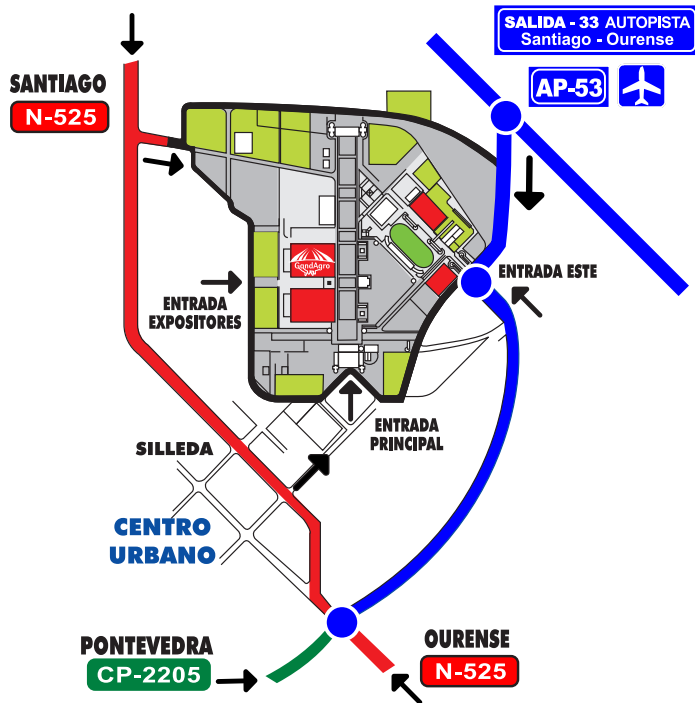 SALIDA - 33 AUTOPISTA
Santiago - Ourense
AP-53
SANTIAGO
N-525
GandAgro
ENTRADA ESTE
ENTRADA
EXPOSITORES
ENTRADA
PRINCIPAL
SILLEDA
CENTRO
URBANO
PONTEVEDRA
CP-2205
OURENSE
N-525